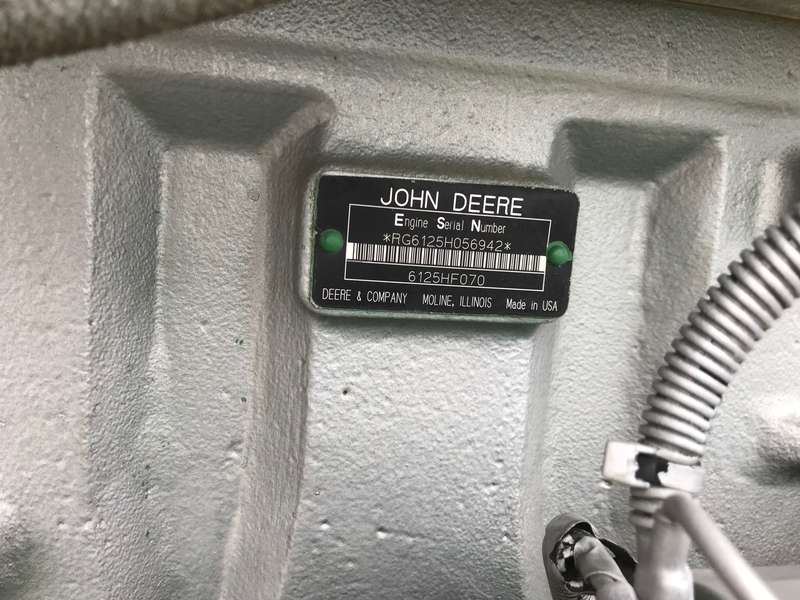 JOHN DEERE
Engine Serial Number
*RG6125H056942*
6125HF070
DEERE & COMPANY MOLINE, ILLINOIS Made in USA